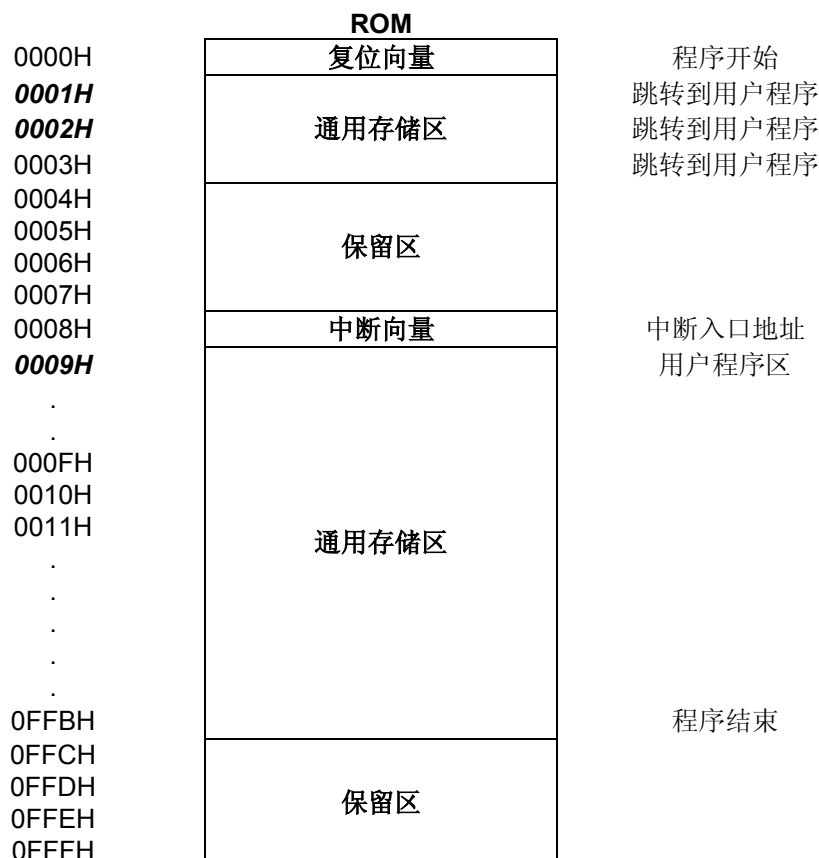 ROM
0000H 复位向量 程序开始
0001H 跳转到用户程序
0002H 通用存储区 跳转到用户程序
0003H 跳转到用户程序
0004H
0005H
保留区
0006H
0007H
0008H 中断向量 中断入口地址
0009H 用户程序区
.
.
000FH
0010H
0011H
通用存储区
.
.
.
.
.
0FFBH 程序结束
0FFCH
0FFDH
保留区
0FFEH
0FFFH